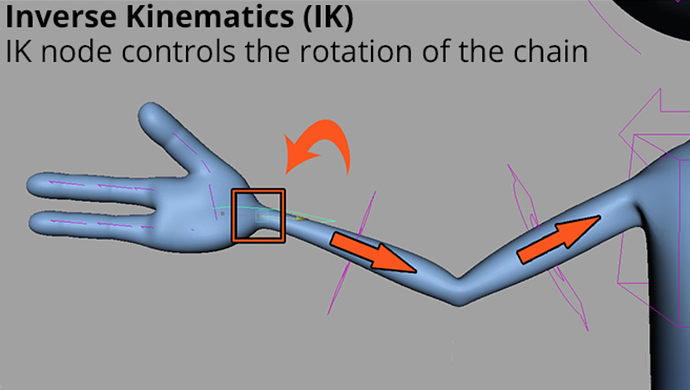 Inverse Kinematics (IK)
IK node controls the rotation of the chain